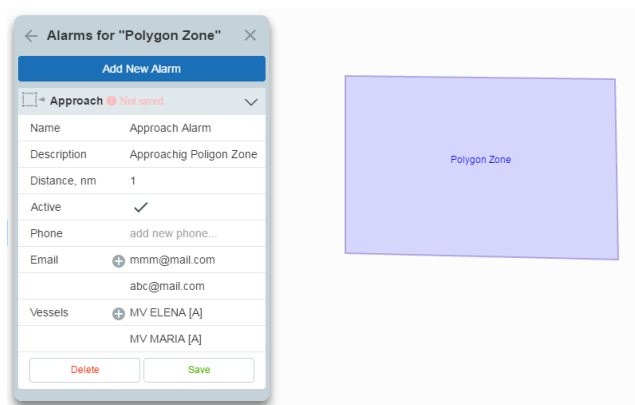 Alarms for "Polygon Zone"
Add New Alarm
Approach Not saved
Name Approach Alarm
Description Approachig Poligon Zone
Distance, nm 1
Active
Phone add new phone...
Email mmm@mail.com
abc@mail.com
Vessels MV ELENA [A]
MV MARIA [A]
Delete Save
Polygon Zone